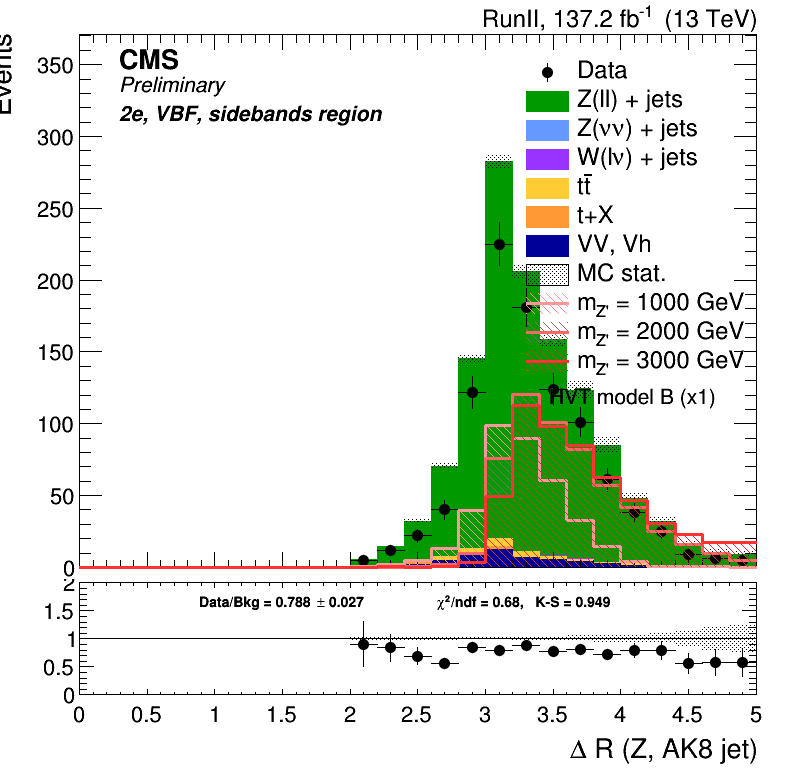 RunII, 137.2 fb⁻¹ (13 TeV)
Events
CMS
Preliminary
2e, VBF, sidebands region
Data
Z(ll) + jets
Z(νν) + jets
W(lν) + jets
tt̄
t+X
VV, Vh
MC stat.
m_Z' = 1000 GeV
m_Z' = 2000 GeV
m_Z' = 3000 GeV
HVT model B (x1)
350
300
250
200
150
100
50
0
Data/Bkg = 0.788 ± 0.027 χ²/ndf = 0.68, K-S = 0.949
2
1.5
1
0.5
0
0 0.5 1 1.5 2 2.5 3 3.5 4 4.5 5
Δ R (Z, AK8 jet)